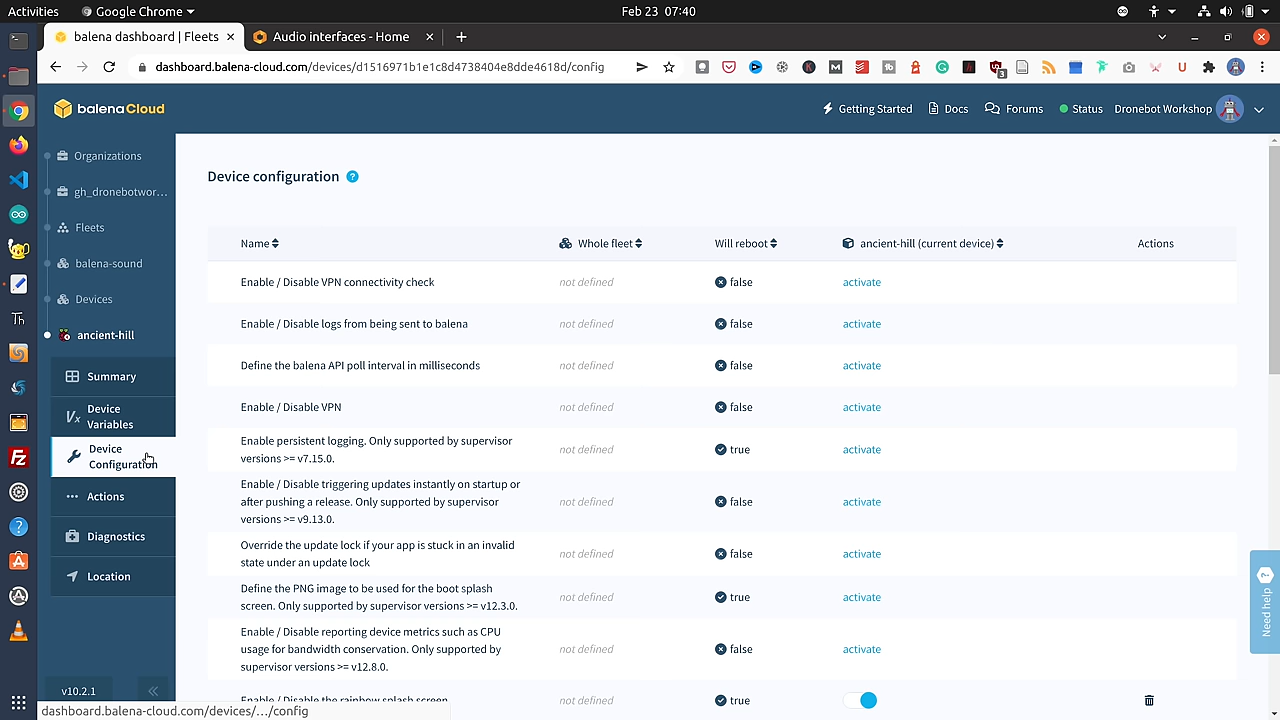 Activities
Google Chrome
Feb 23 07:40
balena dashboard | Fleets
Audio interfaces - Home
dashboard.balena-cloud.com/devices/d1516971b1e1c8d4738404e8dde4618d/config
balenaCloud
Getting Started
Docs
Forums
Status
Dronebot Workshop
Organizations
gh_dronebotwor...
Fleets
balena-sound
Devices
ancient-hill
Summary
Device
Variables
Device
Configuration
Actions
Diagnostics
Location
v10.2.1
Device configuration
Name
Whole fleet
Will reboot
ancient-hill (current device)
Actions
Enable / Disable VPN connectivity check
not defined
false
activate
Enable / Disable logs from being sent to balena
not defined
false
activate
Define the balena API poll interval in milliseconds
not defined
false
activate
Enable / Disable VPN
not defined
false
activate
Enable persistent logging. Only supported by supervisor
versions >= v7.15.0.
not defined
true
activate
Enable / Disable triggering updates instantly on startup or
after pushing a release. Only supported by supervisor
versions >= v9.13.0.
not defined
false
activate
Override the update lock if your app is stuck in an invalid
state under an update lock
not defined
false
activate
Define the PNG image to be used for the boot splash
screen. Only supported by supervisor versions >= v12.3.0.
not defined
true
activate
Enable / Disable reporting device metrics such as CPU
usage for bandwidth conservation. Only supported by
supervisor versions >= v12.8.0.
not defined
false
activate
Enable / Disable the rainbow splash screen
not defined
true
Need help
dashboard.balena-cloud.com/devices/.../config